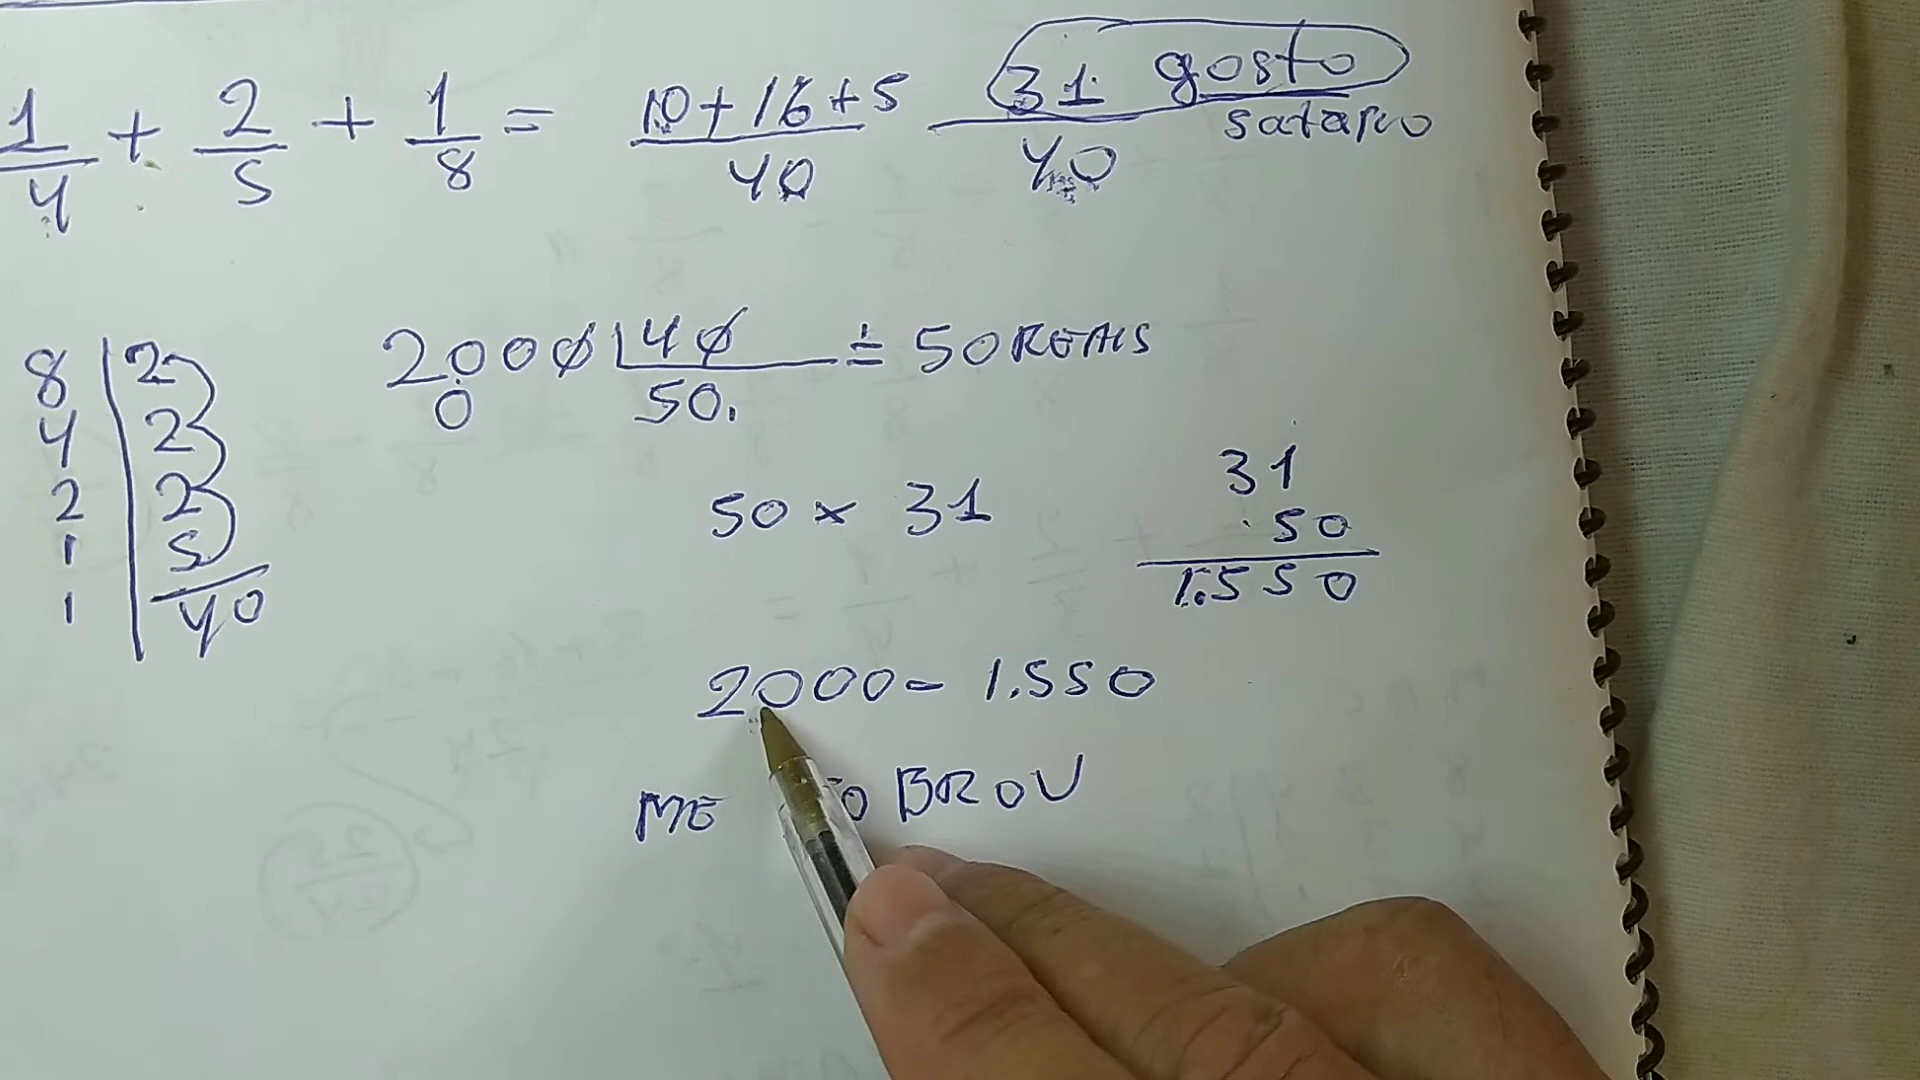 1/4 + 2/5 + 1/8 = 10+16+5/40 31/40 gosto
salário
8 | 2
4 | 2
2 | 2
1 | 5
1 | 40
2000 | 40 = 50 REAIS
0 50.
50 x 31
31
50
1.550
2000 - 1.550
ME BROU